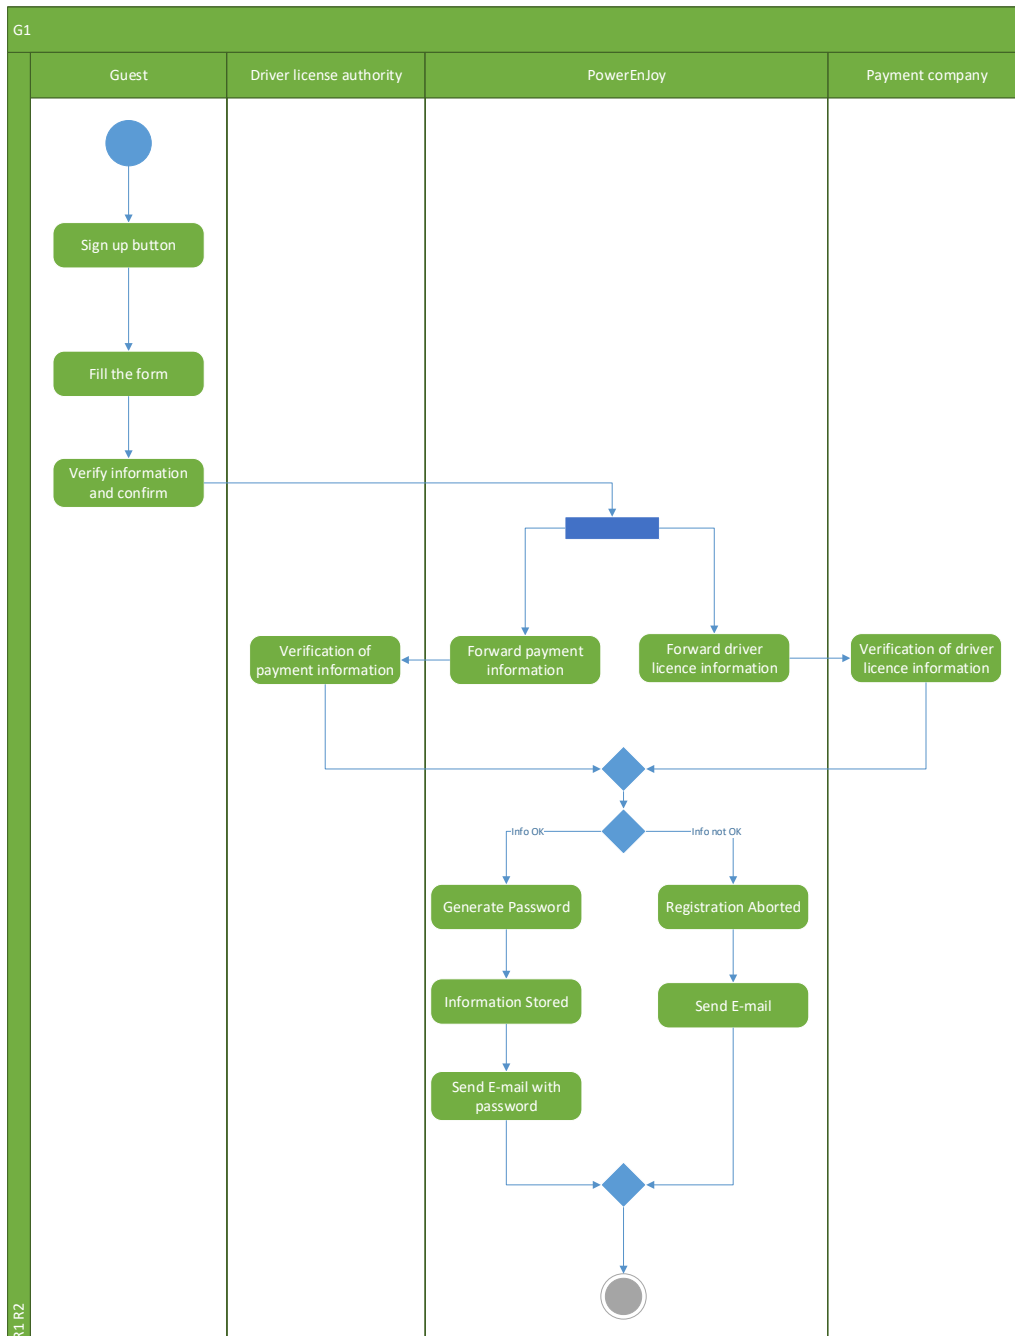 G1
Guest
Driver license authority
PowerEnJoy
Payment company
Sign up button
Fill the form
Verify information
and confirm
Verification of
payment information
Forward payment
information
Forward driver
licence information
Verification of driver
licence information
Info OK
Info not OK
Generate Password
Registration Aborted
Information Stored
Send E-mail
Send E-mail with
password
R1 R2